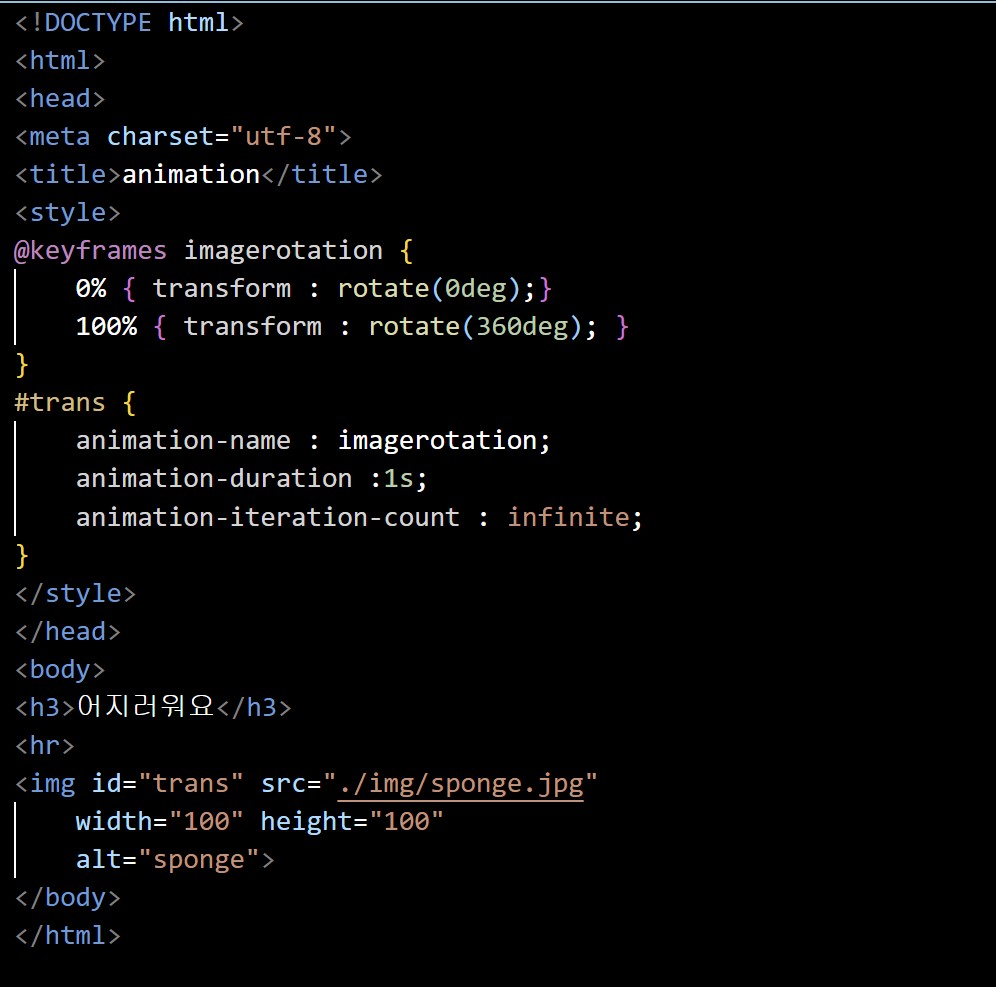 <!DOCTYPE html>
<html>
<head>
<meta charset="utf-8">
<title>animation</title>
<style>
@keyframes imagerotation {
    0% { transform : rotate(0deg);}
    100% { transform : rotate(360deg); }
}
#trans {
    animation-name : imagerotation;
    animation-duration :1s;
    animation-iteration-count : infinite;
}
</style>
</head>
<body>
<h3>어지러워요</h3>
<hr>
<img id="trans" src="./img/sponge.jpg"
    width="100" height="100"
    alt="sponge">
</body>
</html>